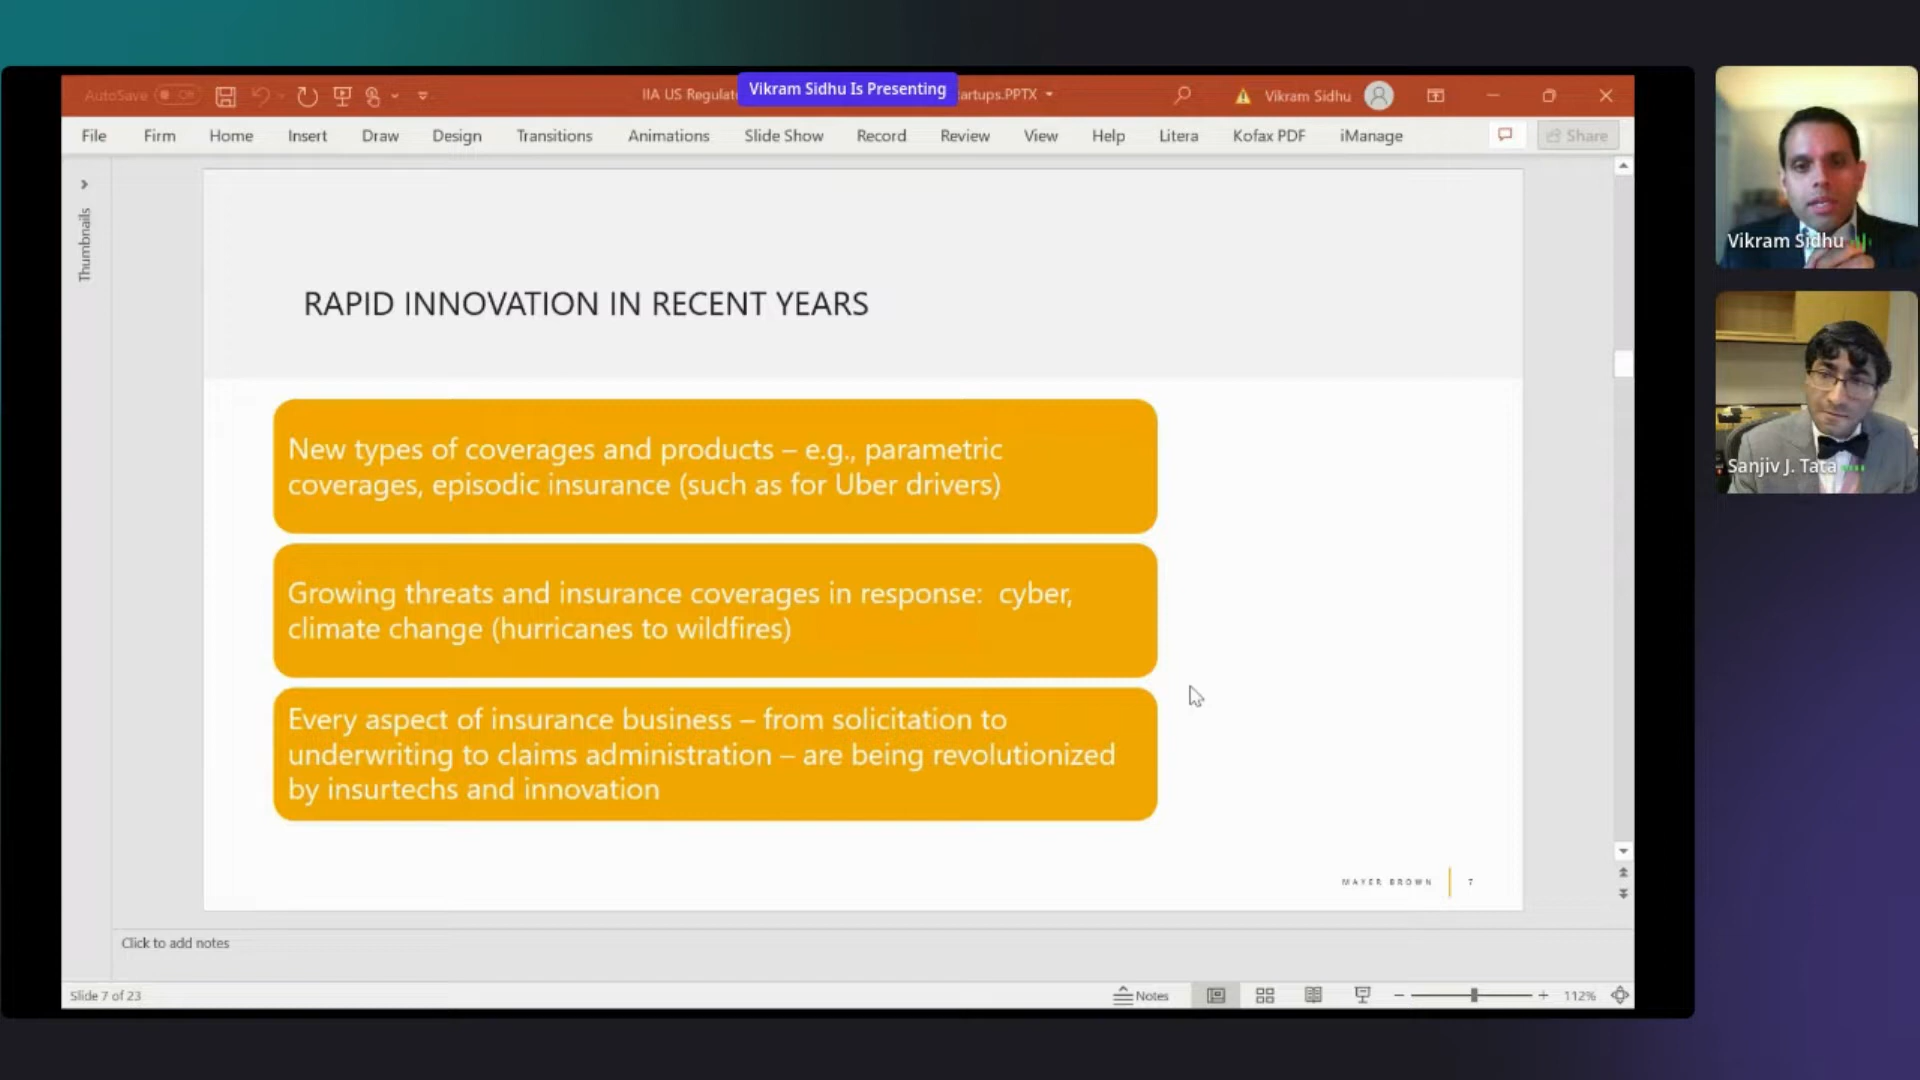 AutoSave
Off
IIA US Regulat
Vikram Sidhu Is Presenting
artups.PPTX
Vikram Sidhu
File
Firm
Home
Insert
Draw
Design
Transitions
Animations
Slide Show
Record
Review
View
Help
Litera
Kofax PDF
iManage
Share
Thumbnails
RAPID INNOVATION IN RECENT YEARS
New types of coverages and products – e.g., parametric
coverages, episodic insurance (such as for Uber drivers)
Growing threats and insurance coverages in response:  cyber,
climate change (hurricanes to wildfires)
Every aspect of insurance business – from solicitation to
underwriting to claims administration – are being revolutionized
by insurtechs and innovation
MAYER BROWN
7
Click to add notes
Slide 7 of 23
Notes
112%
Vikram Sidhu
Sanjiv J. Tata